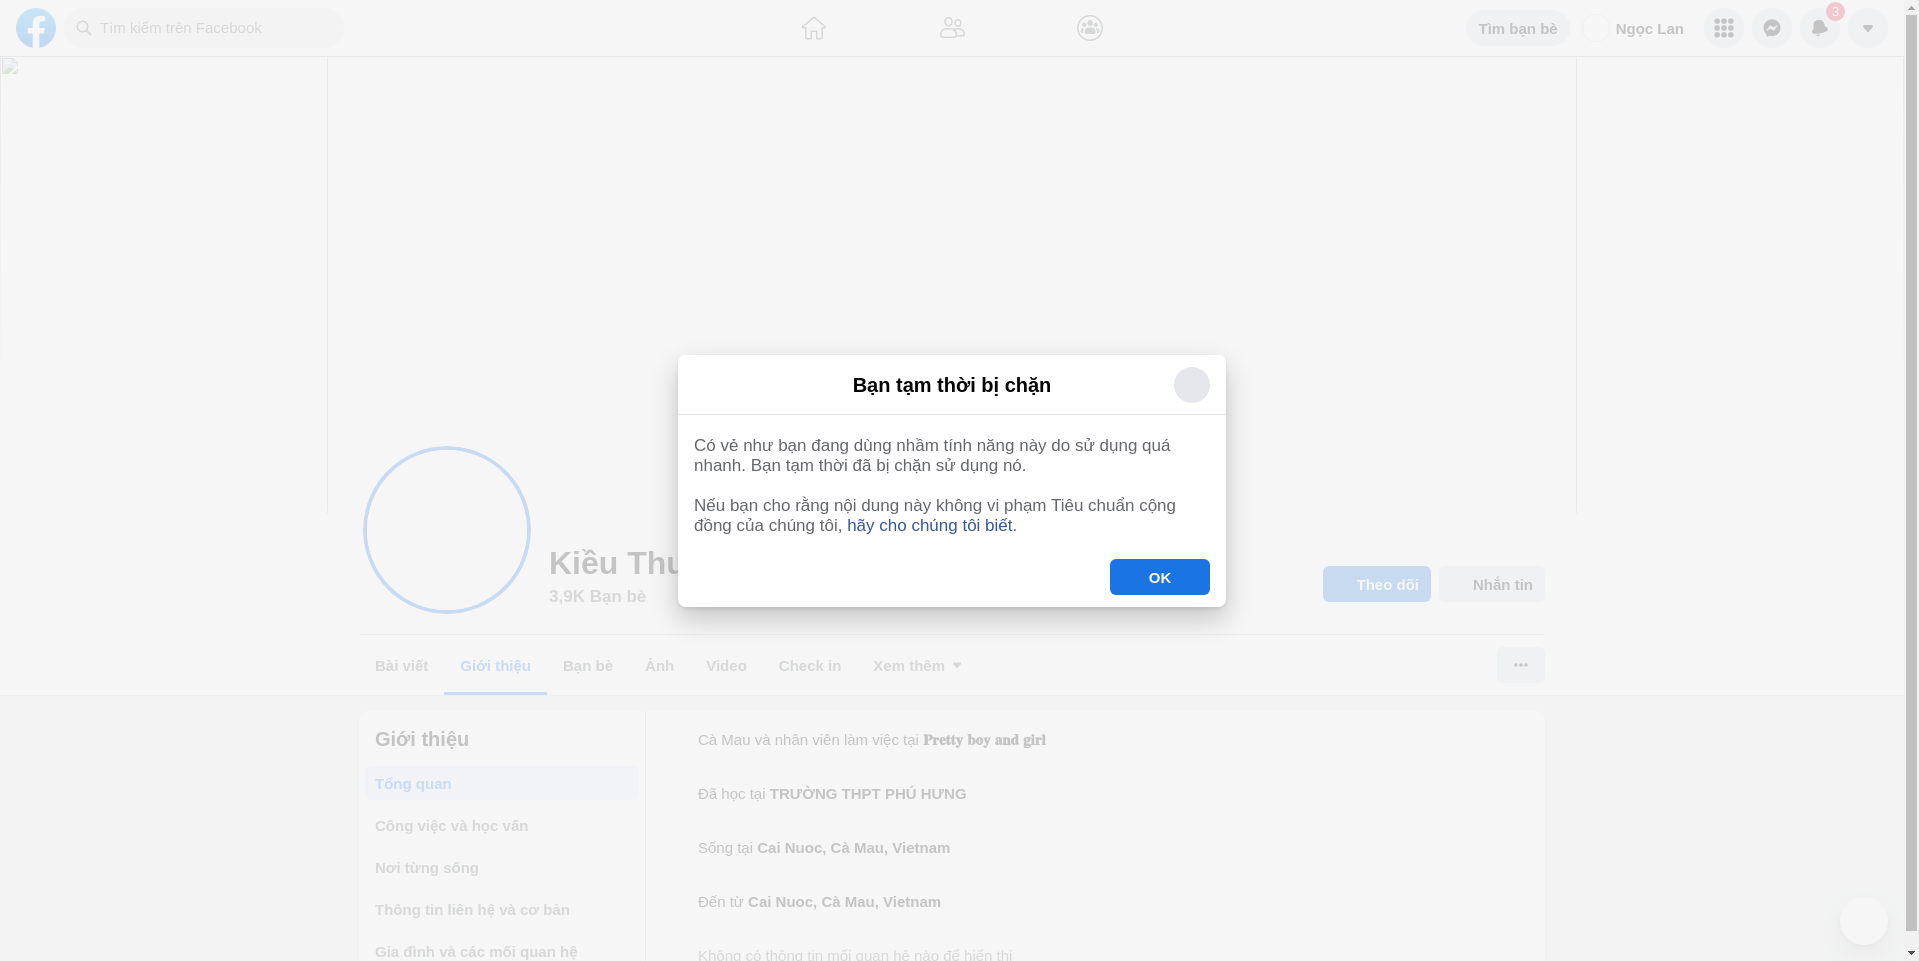 Tìm kiếm trên Facebook
Tìm bạn bè
Ngọc Lan
3
Bạn tạm thời bị chặn
Có vẻ như bạn đang dùng nhầm tính năng này do sử dụng quá
nhanh. Bạn tạm thời đã bị chặn sử dụng nó.
Nếu bạn cho rằng nội dung này không vi phạm Tiêu chuẩn cộng
đồng của chúng tôi, hãy cho chúng tôi biết.
OK
Kiều Thu
3,9K Bạn bè
Theo dõi
Nhắn tin
Bài viết
Giới thiệu
Bạn bè
Ảnh
Video
Check in
Xem thêm
Giới thiệu
Tổng quan
Công việc và học vấn
Nơi từng sống
Thông tin liên hệ và cơ bản
Gia đình và các mối quan hệ
Cà Mau và nhân viên làm việc tại 𝐏𝐫𝐞𝐭𝐭𝐲 𝐛𝐨𝐲 𝐚𝐧𝐝 𝐠𝐢𝐫𝐥
Đã học tại TRƯỜNG THPT PHÚ HƯNG
Sống tại Cai Nuoc, Cà Mau, Vietnam
Đến từ Cai Nuoc, Cà Mau, Vietnam
Không có thông tin mối quan hệ nào để hiển thị